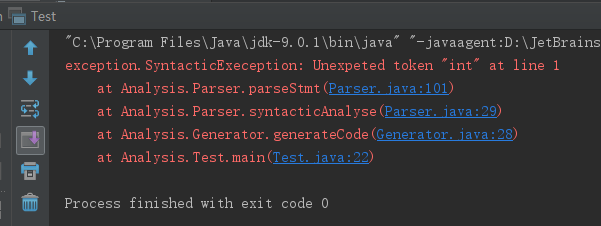 Test
"C:\Program Files\Java\jdk-9.0.1\bin\java" "-javaagent:D:\JetBrains
exception.SyntacticExeception: Unexpeted token "int" at line 1
at Analysis.Parser.parseStmt(Parser.java:101)
at Analysis.Parser.syntacticAnalyse(Parser.java:29)
at Analysis.Generator.generateCode(Generator.java:28)
at Analysis.Test.main(Test.java:22)
Process finished with exit code 0